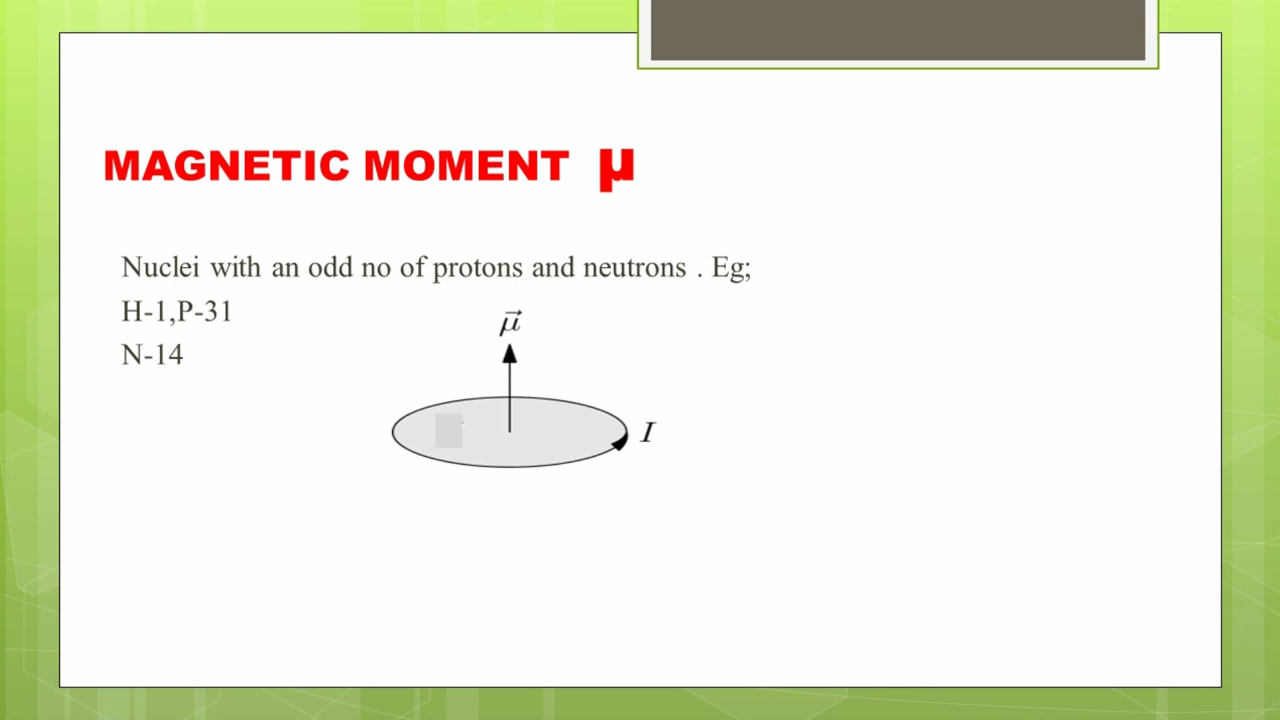 MAGNETIC MOMENT µ
Nuclei with an odd no of protons and neutrons . Eg;
H-1,P-31
N-14
μ⃗
I